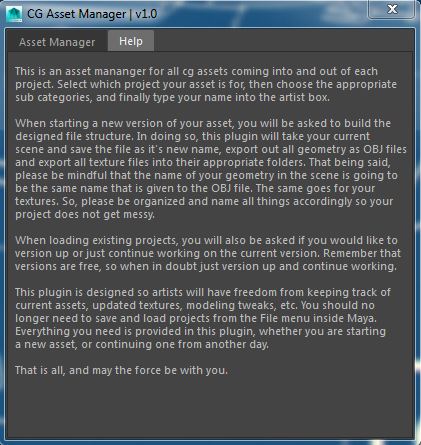 CG Asset Manager | v1.0
x
Asset Manager
Help
This is an asset mananger for all cg assets coming into and out of each
project. Select which project your asset is for, then choose the appropriate
sub categories, and finally type your name into the artist box.
When starting a new version of your asset, you will be asked to build the
designed file structure. In doing so, this plugin will take your current
scene and save the file as it's new name, export out all geometry as OBJ files
and export all texture files into their appropriate folders. That being said,
please be mindful that the name of your geometry in the scene is going to
be the same name that is given to the OBJ file. The same goes for your
textures. So, please be organized and name all things accordingly so your
project does not get messy.
When loading existing projects, you will also be asked if you would like to
version up or just continue working on the current version. Remember that
versions are free, so when in doubt just version up and continue working.
This plugin is designed so artists will have freedom from keeping track of
current assets, updated textures, modeling tweaks, etc. You should no
longer need to save and load projects from the File menu inside Maya.
Everything you need is provided in this plugin, whether you are starting
a new asset, or continuing one from another day.
That is all, and may the force be with you.